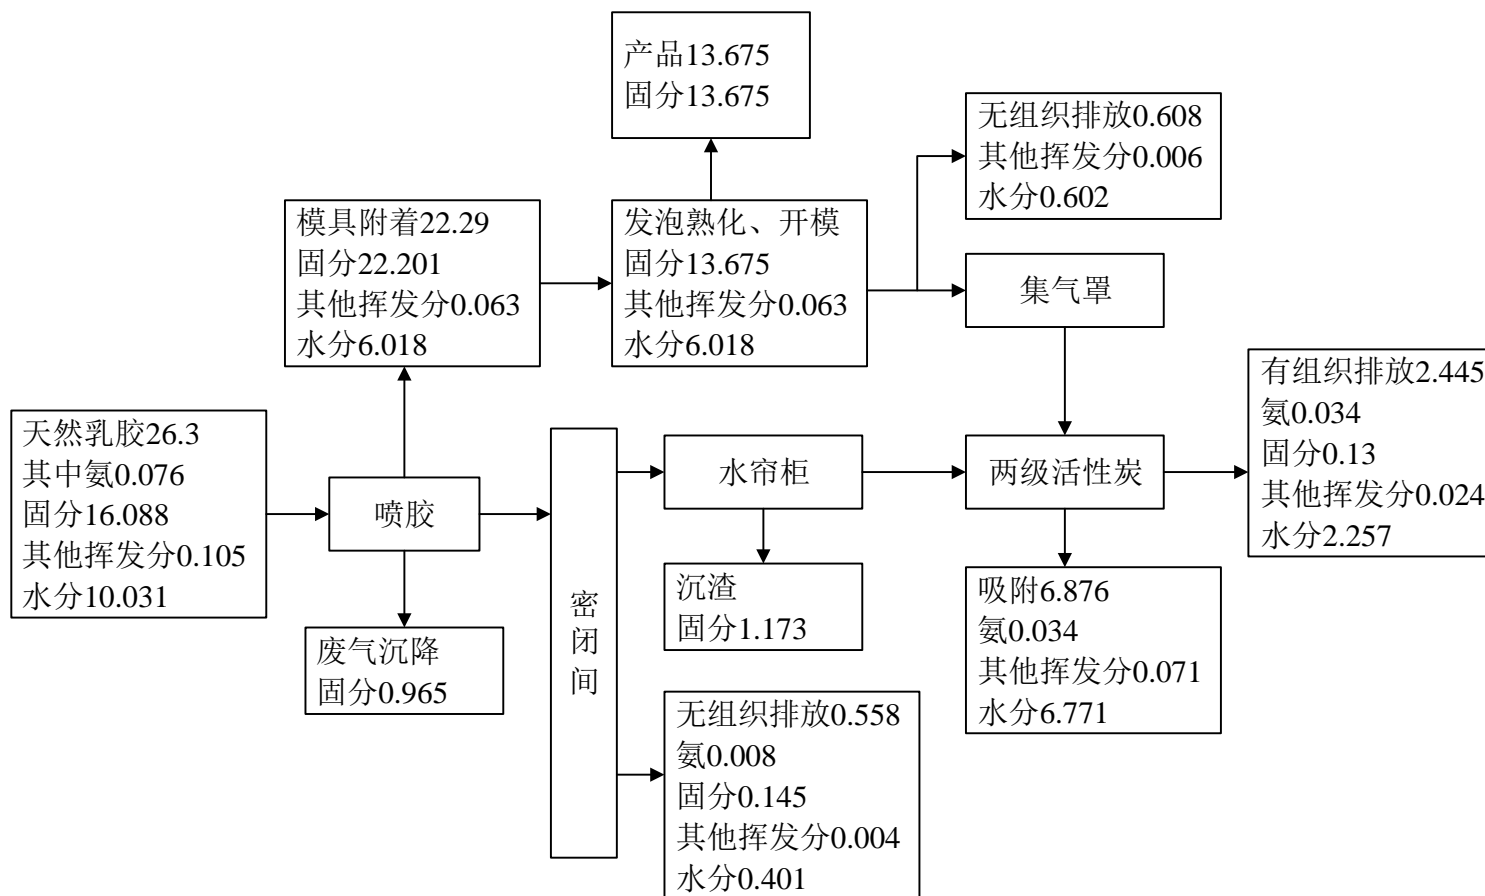 产品13.675
固分13.675
无组织排放0.608
其他挥发分0.006
水分0.602
模具附着22.29
固分22.201
其他挥发分0.063
水分6.018
发泡熟化、开模
固分13.675
其他挥发分0.063
水分6.018
集气罩
有组织排放2.445
氨0.034
固分0.13
其他挥发分0.024
水分2.257
天然乳胶26.3
其中氨0.076
固分16.088
其他挥发分0.105
水分10.031
喷胶
密闭间
水帘柜
两级活性炭
废气沉降
固分0.965
沉渣
固分1.173
吸附6.876
氨0.034
其他挥发分0.071
水分6.771
无组织排放0.558
氨0.008
固分0.145
其他挥发分0.004
水分0.401